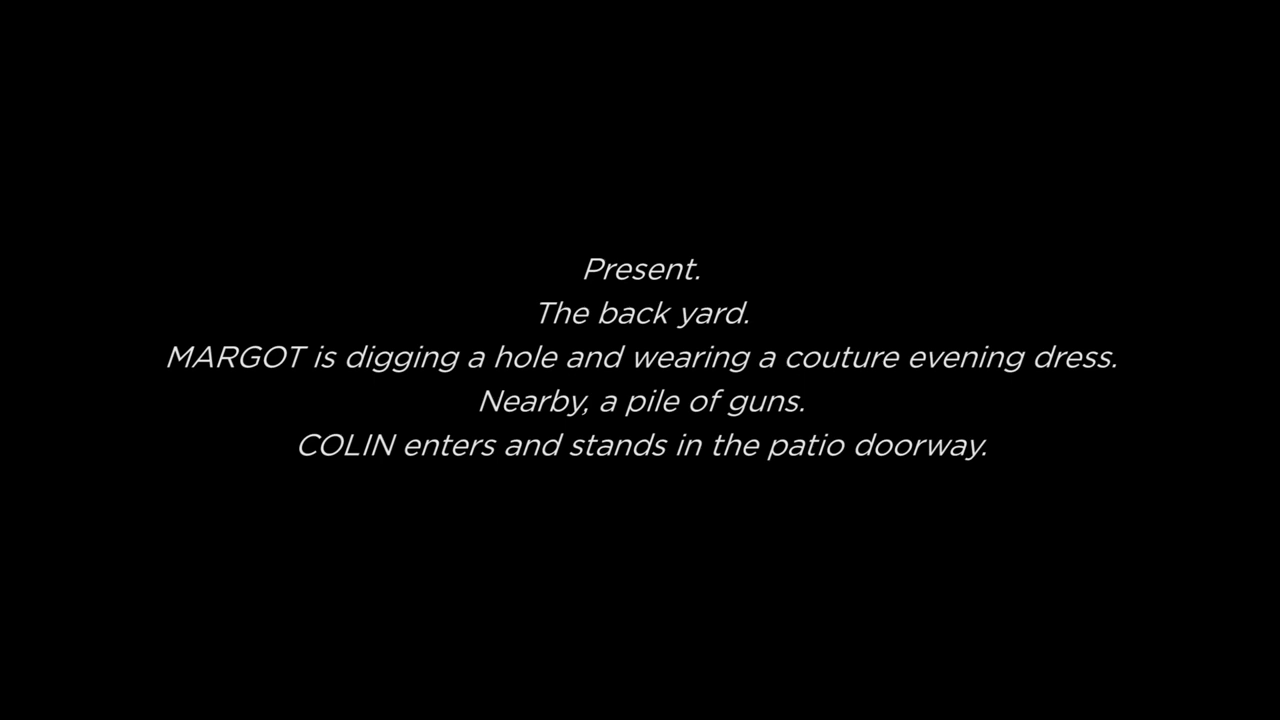 Present.
The back yard.
MARGOT is digging a hole and wearing a couture evening dress.
Nearby, a pile of guns.
COLIN enters and stands in the patio doorway.